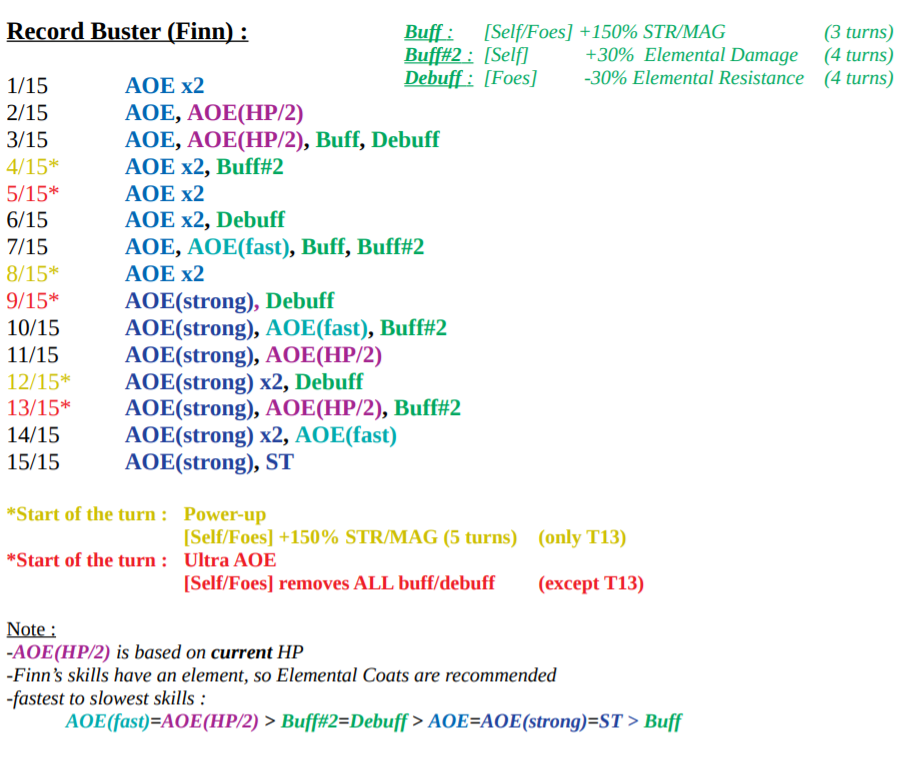 Record Buster (Finn) :
Buff : [Self/Foes] +150% STR/MAG (3 turns)
Buff#2 : [Self] +30% Elemental Damage (4 turns)
Debuff : [Foes] -30% Elemental Resistance (4 turns)
1/15 AOE x2
2/15 AOE, AOE(HP/2)
3/15 AOE, AOE(HP/2), Buff, Debuff
4/15* AOE x2, Buff#2
5/15* AOE x2
6/15 AOE x2, Debuff
7/15 AOE, AOE(fast), Buff, Buff#2
8/15* AOE x2
9/15* AOE(strong), Debuff
10/15 AOE(strong), AOE(fast), Buff#2
11/15 AOE(strong), AOE(HP/2)
12/15* AOE(strong) x2, Debuff
13/15* AOE(strong), AOE(HP/2), Buff#2
14/15 AOE(strong) x2, AOE(fast)
15/15 AOE(strong), ST
*Start of the turn : Power-up
[Self/Foes] +150% STR/MAG (5 turns) (only T13)
*Start of the turn : Ultra AOE
[Self/Foes] removes ALL buff/debuff (except T13)
Note :
-AOE(HP/2) is based on current HP
-Finn's skills have an element, so Elemental Coats are recommended
-fastest to slowest skills :
AOE(fast)=AOE(HP/2) > Buff#2=Debuff > AOE=AOE(strong)=ST > Buff